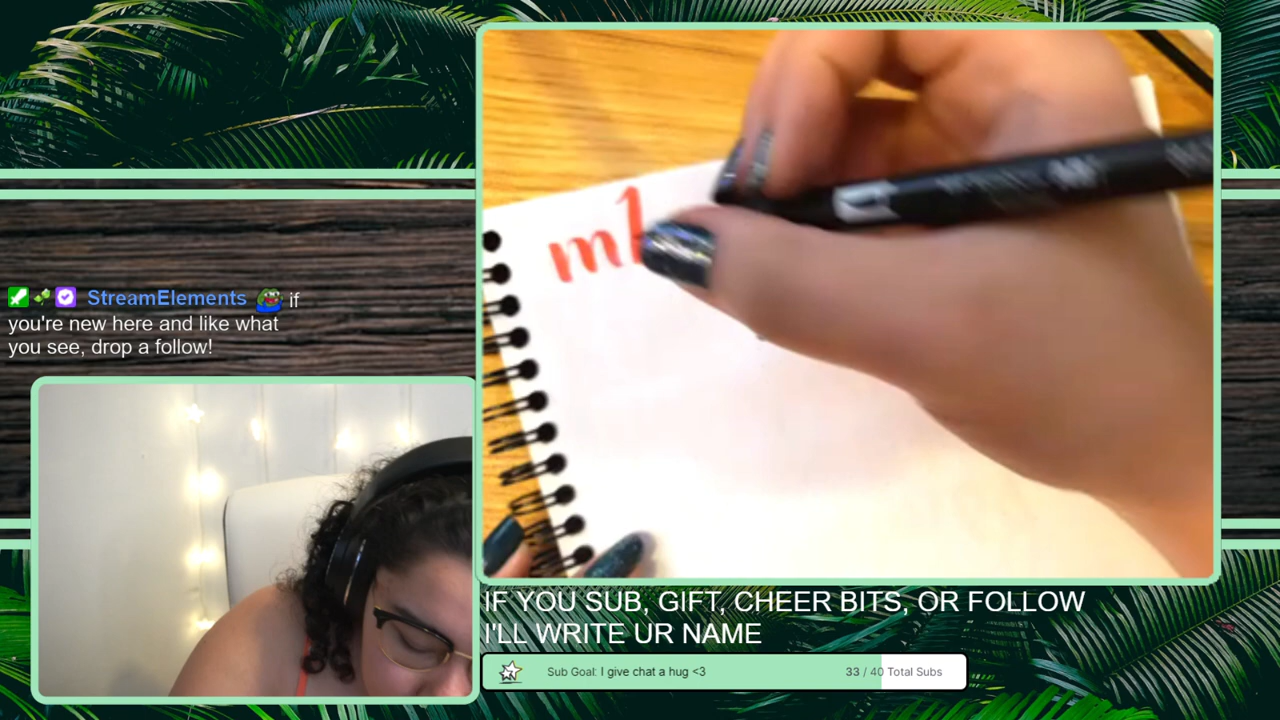 m
StreamElements if
you're new here and like what
you see, drop a follow!
IF YOU SUB, GIFT, CHEER BITS, OR FOLLOW
I'LL WRITE UR NAME
Sub Goal: I give chat a hug <3 33 / 40 Total Subs